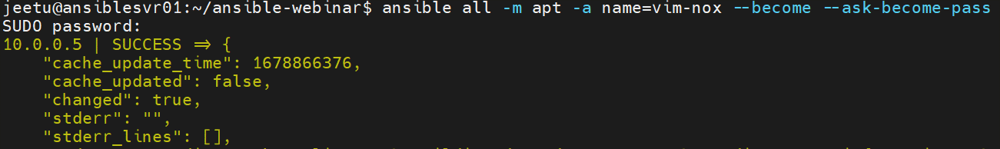 jeetu@ansiblesvr01:~/ansible-webinar$ ansible all -m apt -a name=vim-nox --become --ask-become-pass
SUDO password:
10.0.0.5 | SUCCESS => {
    "cache_update_time": 1678866376,
    "cache_updated": false,
    "changed": true,
    "stderr": "",
    "stderr_lines": [],